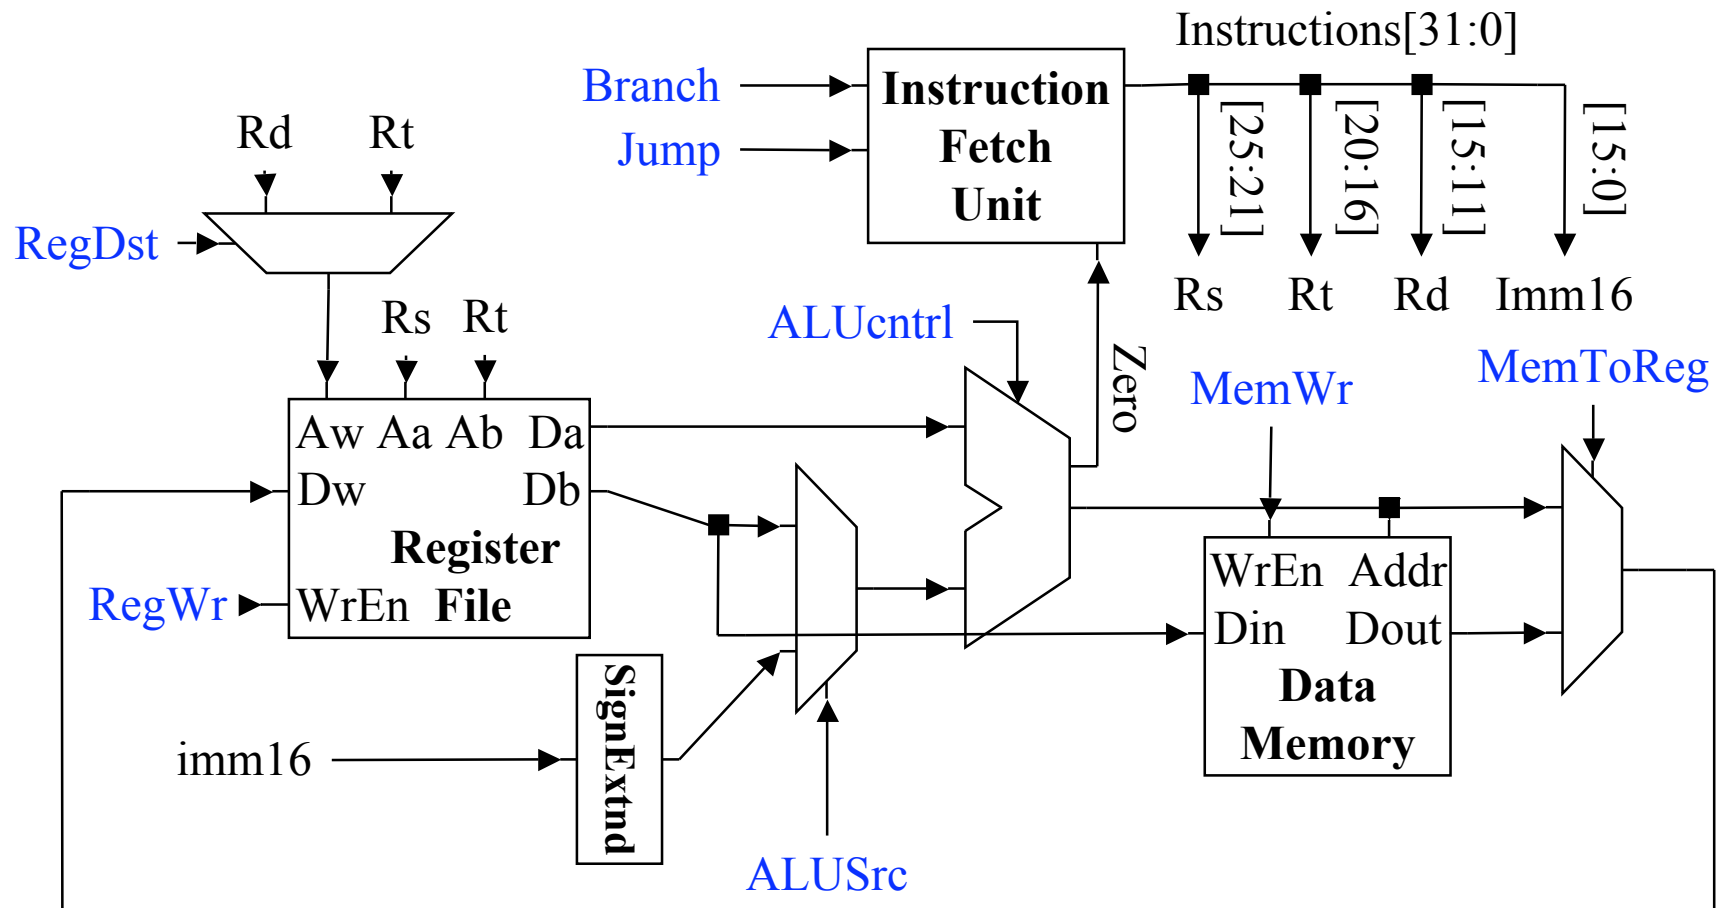 Instructions[31:0]
Branch
Jump
Instruction
Fetch
Unit
[25:21]
[20:16]
[15:11]
[15:0]
Rd Rt
RegDst
Rs Rt Rd Imm16
Rs Rt
ALUcntrl
Zero
MemWr
MemToReg
Aw Aa Ab Da
Dw Db
Register
WrEn File
RegWr
WrEn Addr
Din Dout
Data
Memory
SignExtnd
imm16
ALUSrc